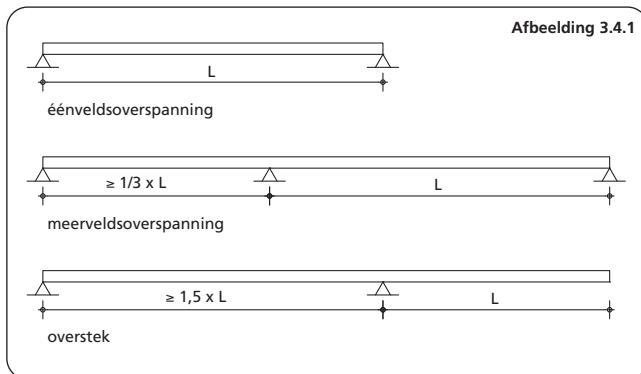 Afbeelding 3.4.1
L
éénveldsoverspanning
≥ 1/3 x L
L
meerveldsoverspanning
≥ 1,5 x L
L
overstek